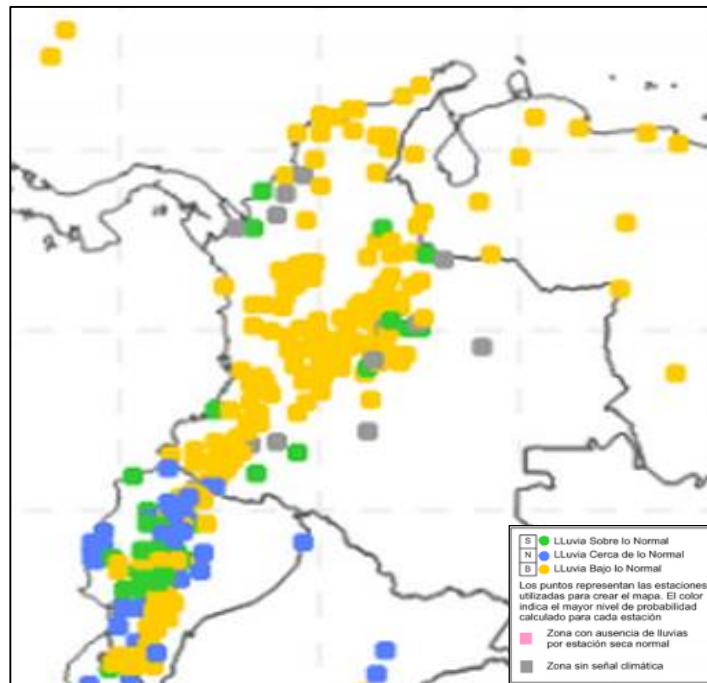 S LLuvia Sobre lo Normal
N LLuvia Cerca de lo Normal
B LLuvia Bajo lo Normal
Los puntos representan las estaciones
utilizadas para crear el mapa. El color
indica el mayor nivel de probabilidad
calculado para cada estación
Zona con ausencia de lluvias
por estación seca normal
Zona sin señal climática